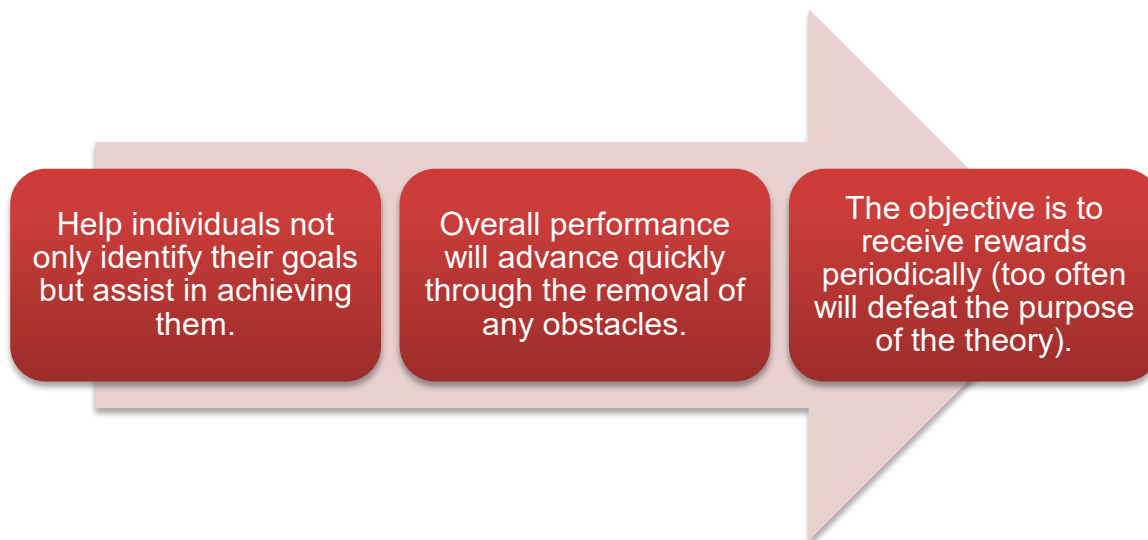 Help individuals not
only identify their goals
but assist in achieving
them.
Overall performance
will advance quickly
through the removal of
any obstacles.
The objective is to
receive rewards
periodically (too often
will defeat the purpose
of the theory).